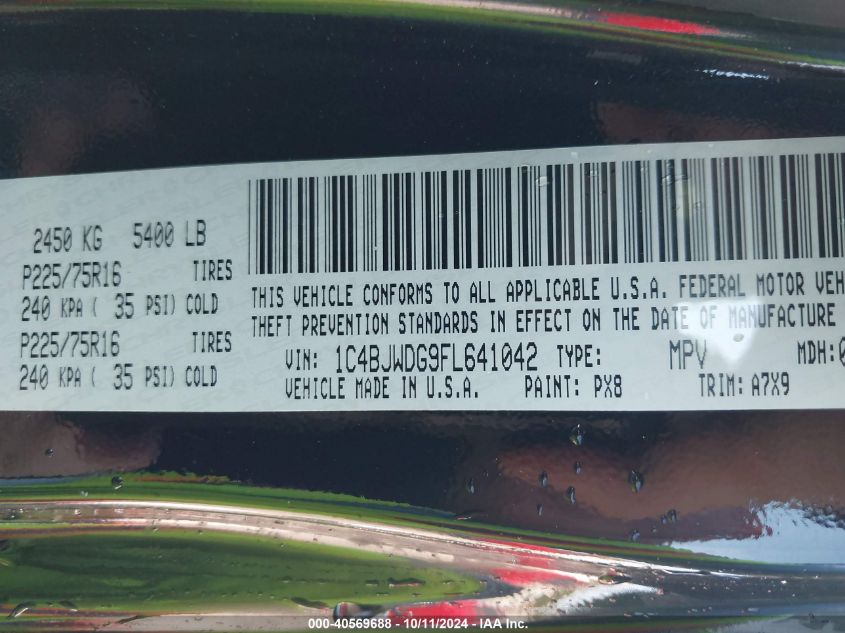 2450 KG 5400 LB
P225/75R16 TIRES
240 KPA ( 35 PSI) COLD
P225/75R16 TIRES
240 KPA ( 35 PSI) COLD
THIS VEHICLE CONFORMS TO ALL APPLICABLE U.S.A. FEDERAL MOTOR VEH
THEFT PREVENTION STANDARDS IN EFFECT ON THE DATE OF MANUFACTURE
VIN: 1C4BJWDG9FL641042 TYPE: MPV MDH:0
VEHICLE MADE IN U.S.A. PAINT: PX8 TRIM: A7X9
000-40569688 - 10/11/2024 - IAA Inc.